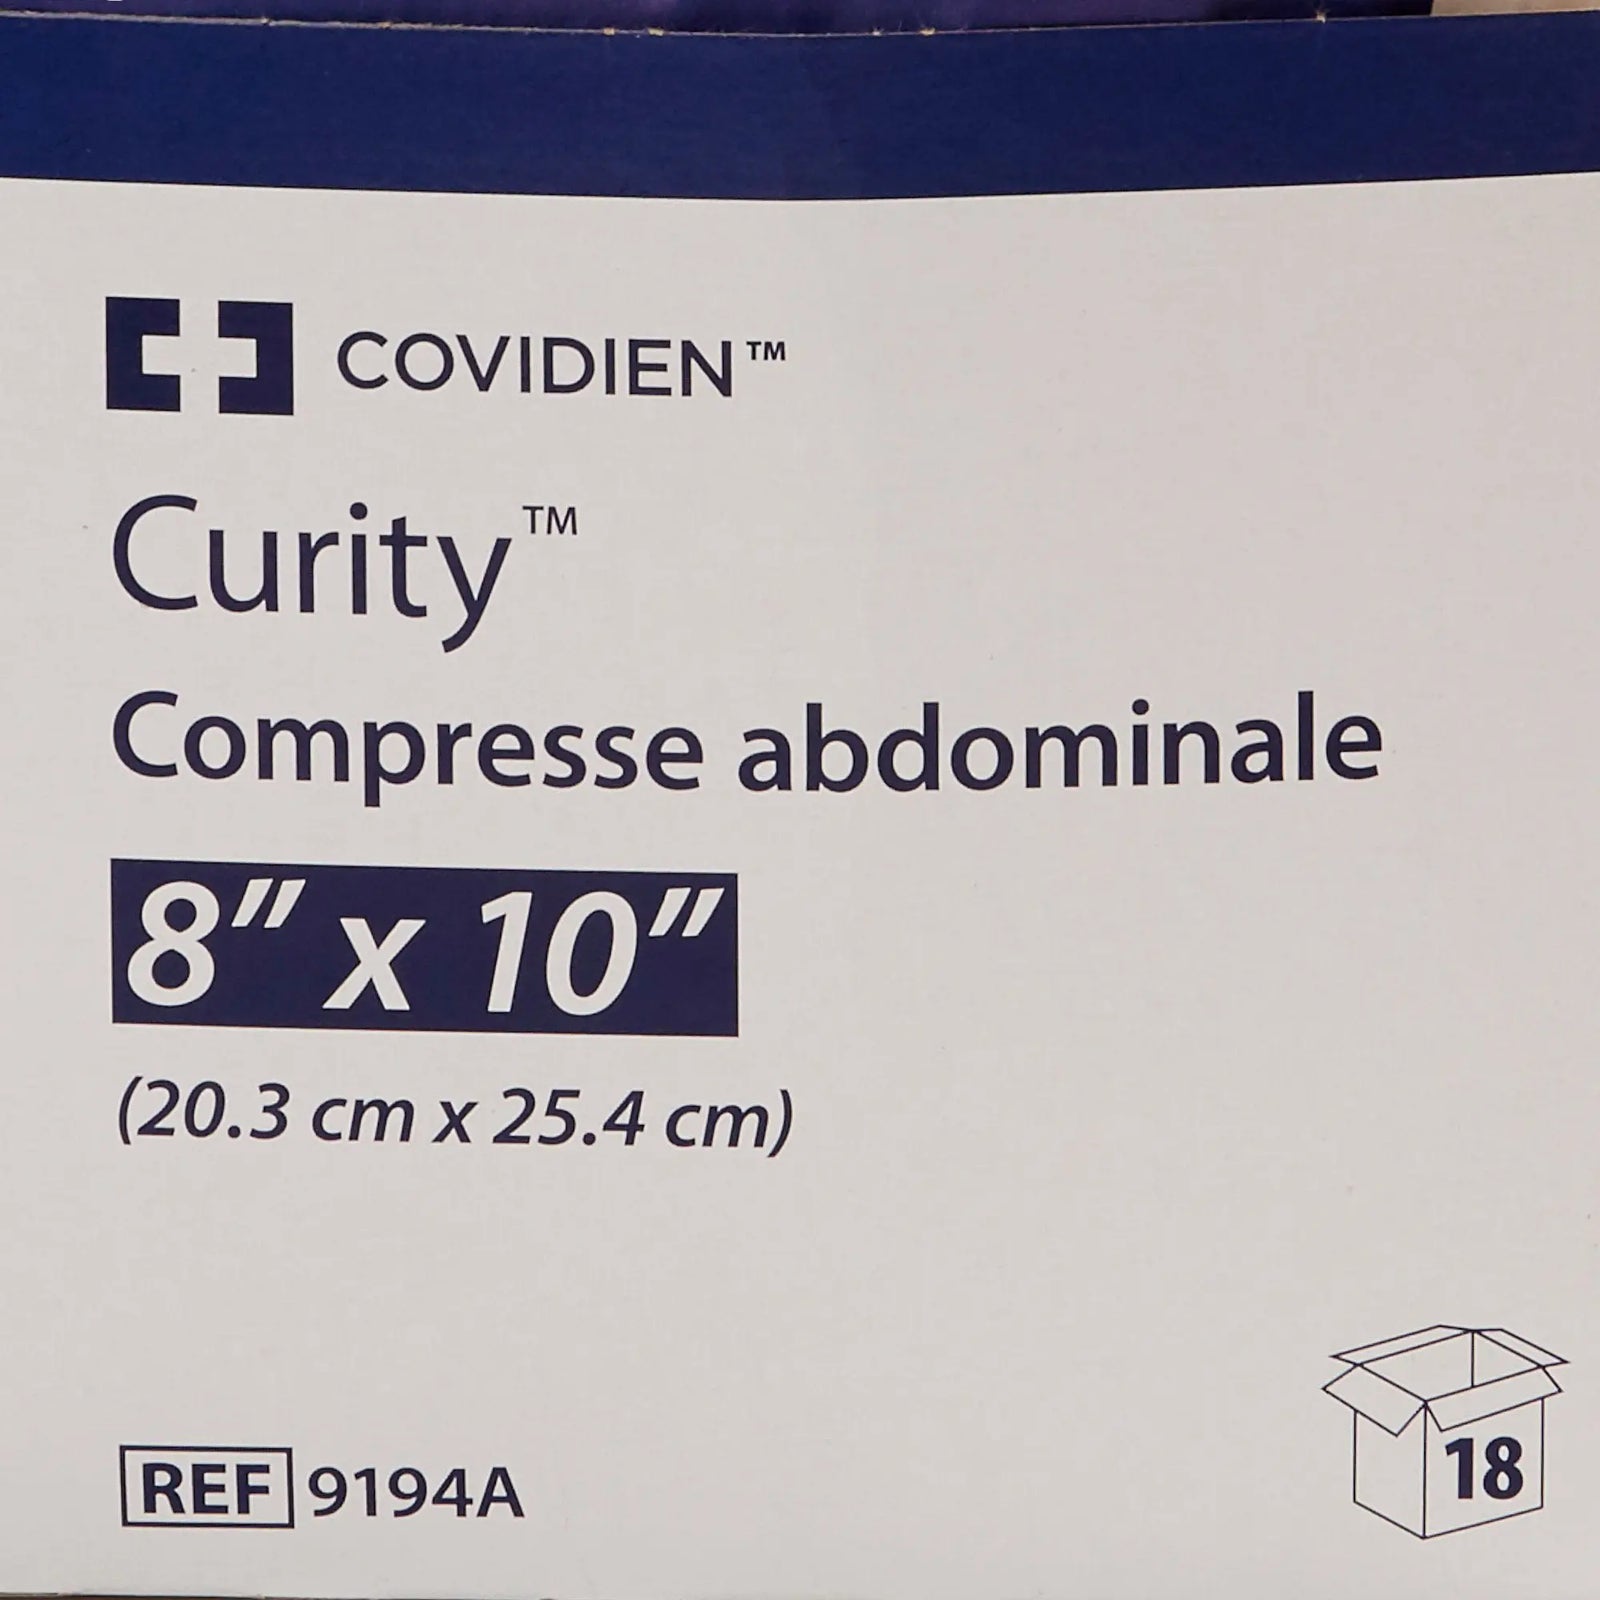 COVIDIEN™
Curity™
Compresse abdominale
8" x 10"
(20.3 cm x 25.4 cm)
18
REF 9194A